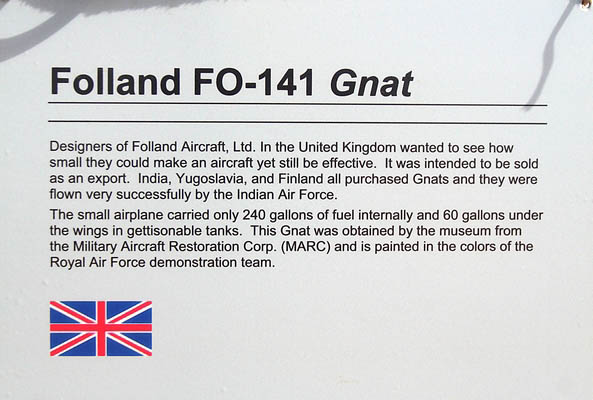 Folland FO-141 Gnat
Designers of Folland Aircraft, Ltd. In the United Kingdom wanted to see how
small they could make an aircraft yet still be effective.  It was intended to be sold
as an export.  India, Yugoslavia, and Finland all purchased Gnats and they were
flown very successfully by the Indian Air Force.
The small airplane carried only 240 gallons of fuel internally and 60 gallons under
the wings in gettisonable tanks.  This Gnat was obtained by the museum from
the Military Aircraft Restoration Corp. (MARC) and is painted in the colors of the
Royal Air Force demonstration team.